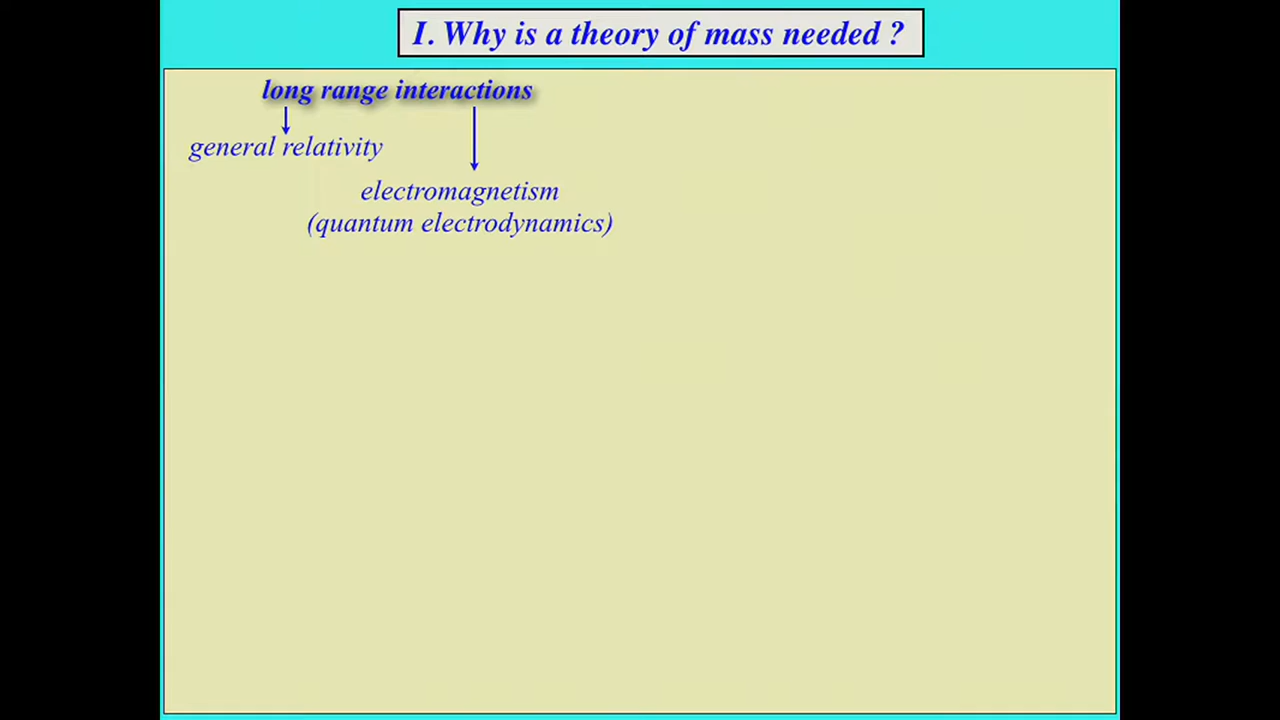 I. Why is a theory of mass needed ?
long range interactions
general relativity
electromagnetism
(quantum electrodynamics)